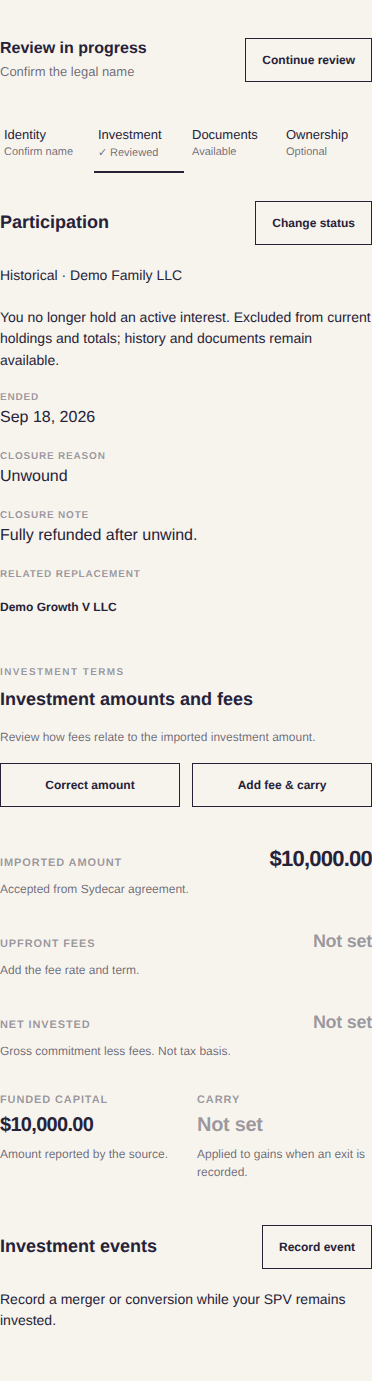 Review in progress
Continue review
Confirm the legal name
Identity
Confirm name
Investment
✓ Reviewed
Documents
Available
Ownership
Optional
Participation
Change status
Historical · Demo Family LLC
You no longer hold an active interest. Excluded from current
holdings and totals; history and documents remain
available.
ENDED
Sep 18, 2026
CLOSURE REASON
Unwound
CLOSURE NOTE
Fully refunded after unwind.
RELATED REPLACEMENT
Demo Growth V LLC
INVESTMENT TERMS
Investment amounts and fees
Review how fees relate to the imported investment amount.
Correct amount
Add fee & carry
IMPORTED AMOUNT
$10,000.00
Accepted from Sydecar agreement.
UPFRONT FEES
Not set
Add the fee rate and term.
NET INVESTED
Not set
Gross commitment less fees. Not tax basis.
FUNDED CAPITAL
$10,000.00
Amount reported by the source.
CARRY
Not set
Applied to gains when an exit is
recorded.
Investment events
Record event
Record a merger or conversion while your SPV remains
invested.